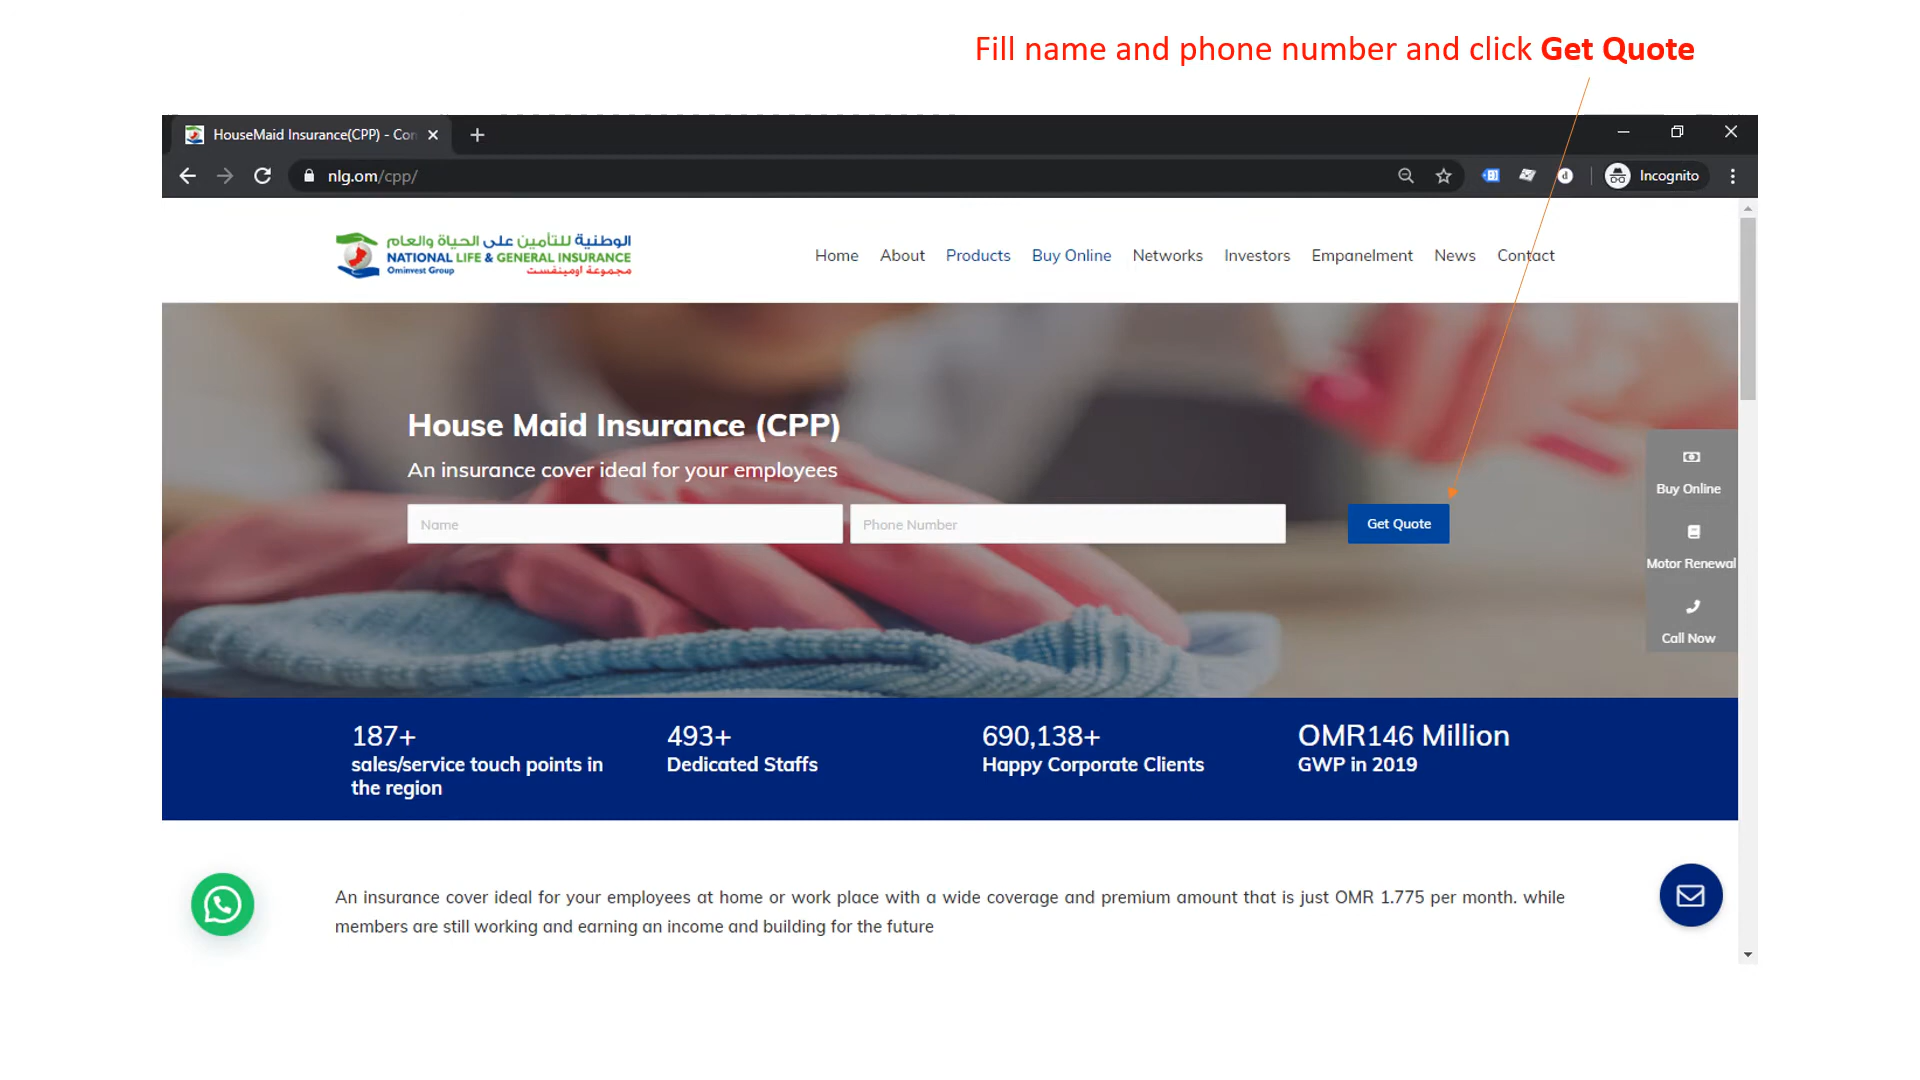 Fill name and phone number and click Get Quote
HouseMaid Insurance(CPP) - Co
nlg.om/cpp/
Incognito
الوطنية للتأمين على الحياة والعام
NATIONAL LIFE & GENERAL INSURANCE
Ominvest Group مجموعة اومينفست
Home About Products Buy Online Networks Investors Empanelment News Contact
House Maid Insurance (CPP)
An insurance cover ideal for your employees
Name
Phone Number
Get Quote
Buy Online
Motor Renewal
Call Now
187+
sales/service touch points in
the region
493+
Dedicated Staffs
690,138+
Happy Corporate Clients
OMR146 Million
GWP in 2019
An insurance cover ideal for your employees at home or work place with a wide coverage and premium amount that is just OMR 1.775 per month. while
members are still working and earning an income and building for the future